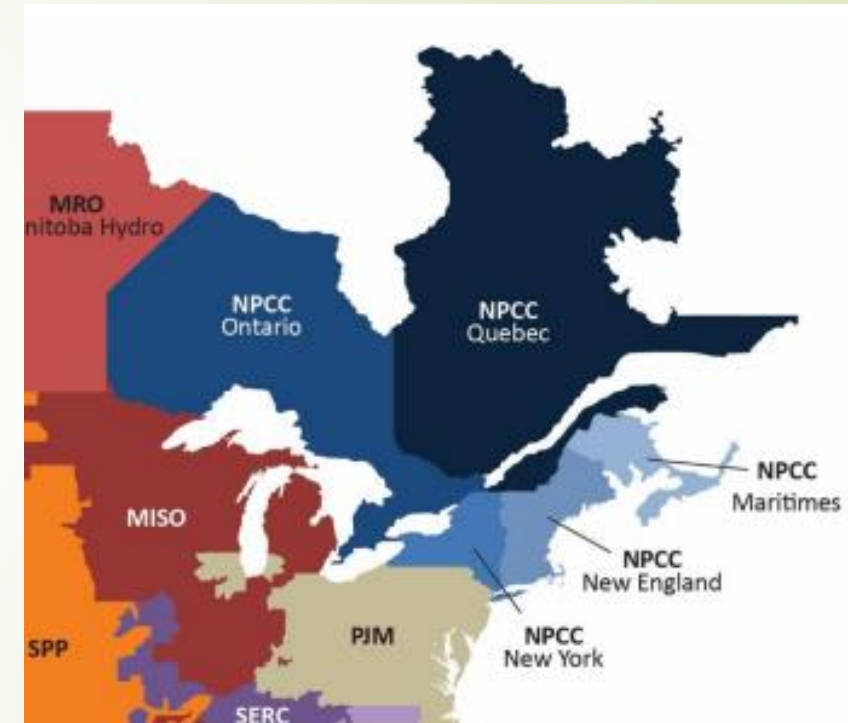 MRO
nitoba Hydro
NPCC
Ontario
NPCC
Quebec
NPCC
Maritimes
MISO
NPCC
New England
SPP
PJM
NPCC
New York
SERC